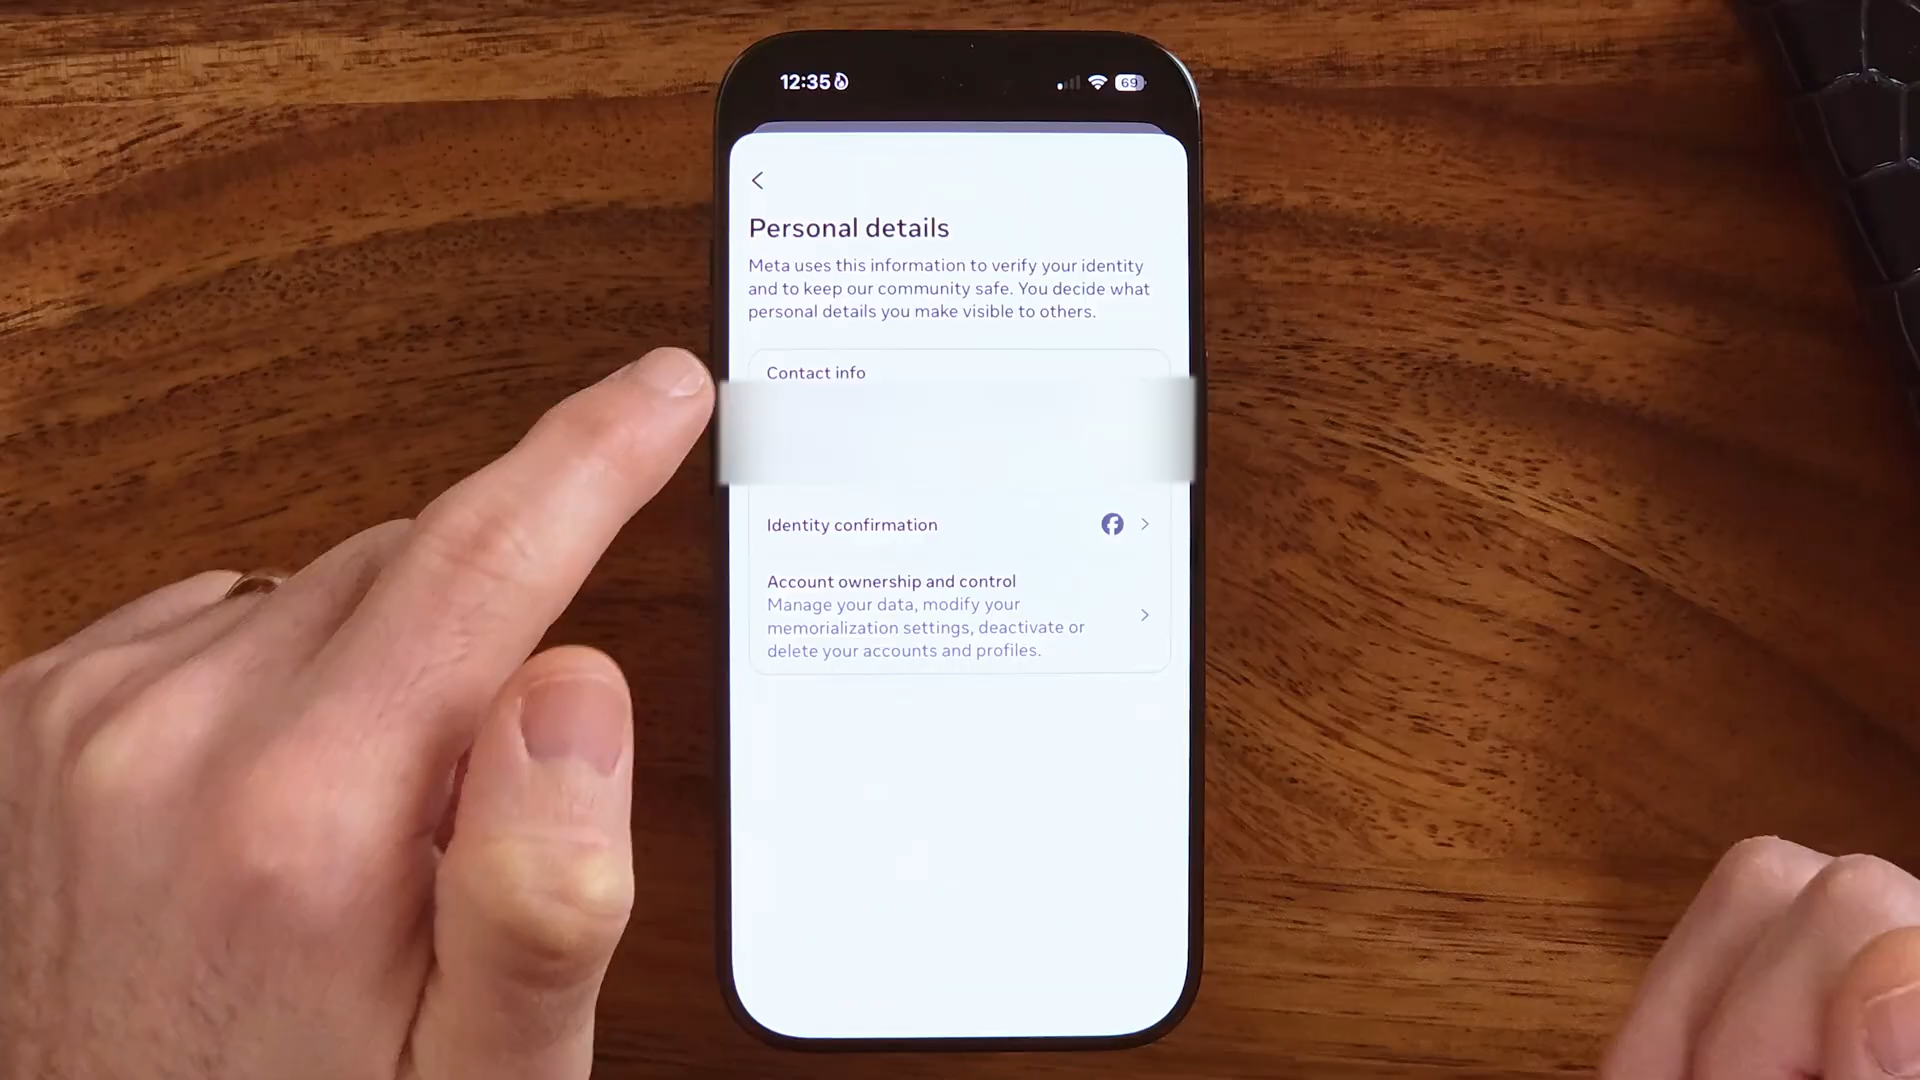 12:35
69
Personal details
Meta uses this information to verify your identity
and to keep our community safe. You decide what
personal details you make visible to others.
Contact info
Identity confirmation
Account ownership and control
Manage your data, modify your
memorialization settings, deactivate or
delete your accounts and profiles.